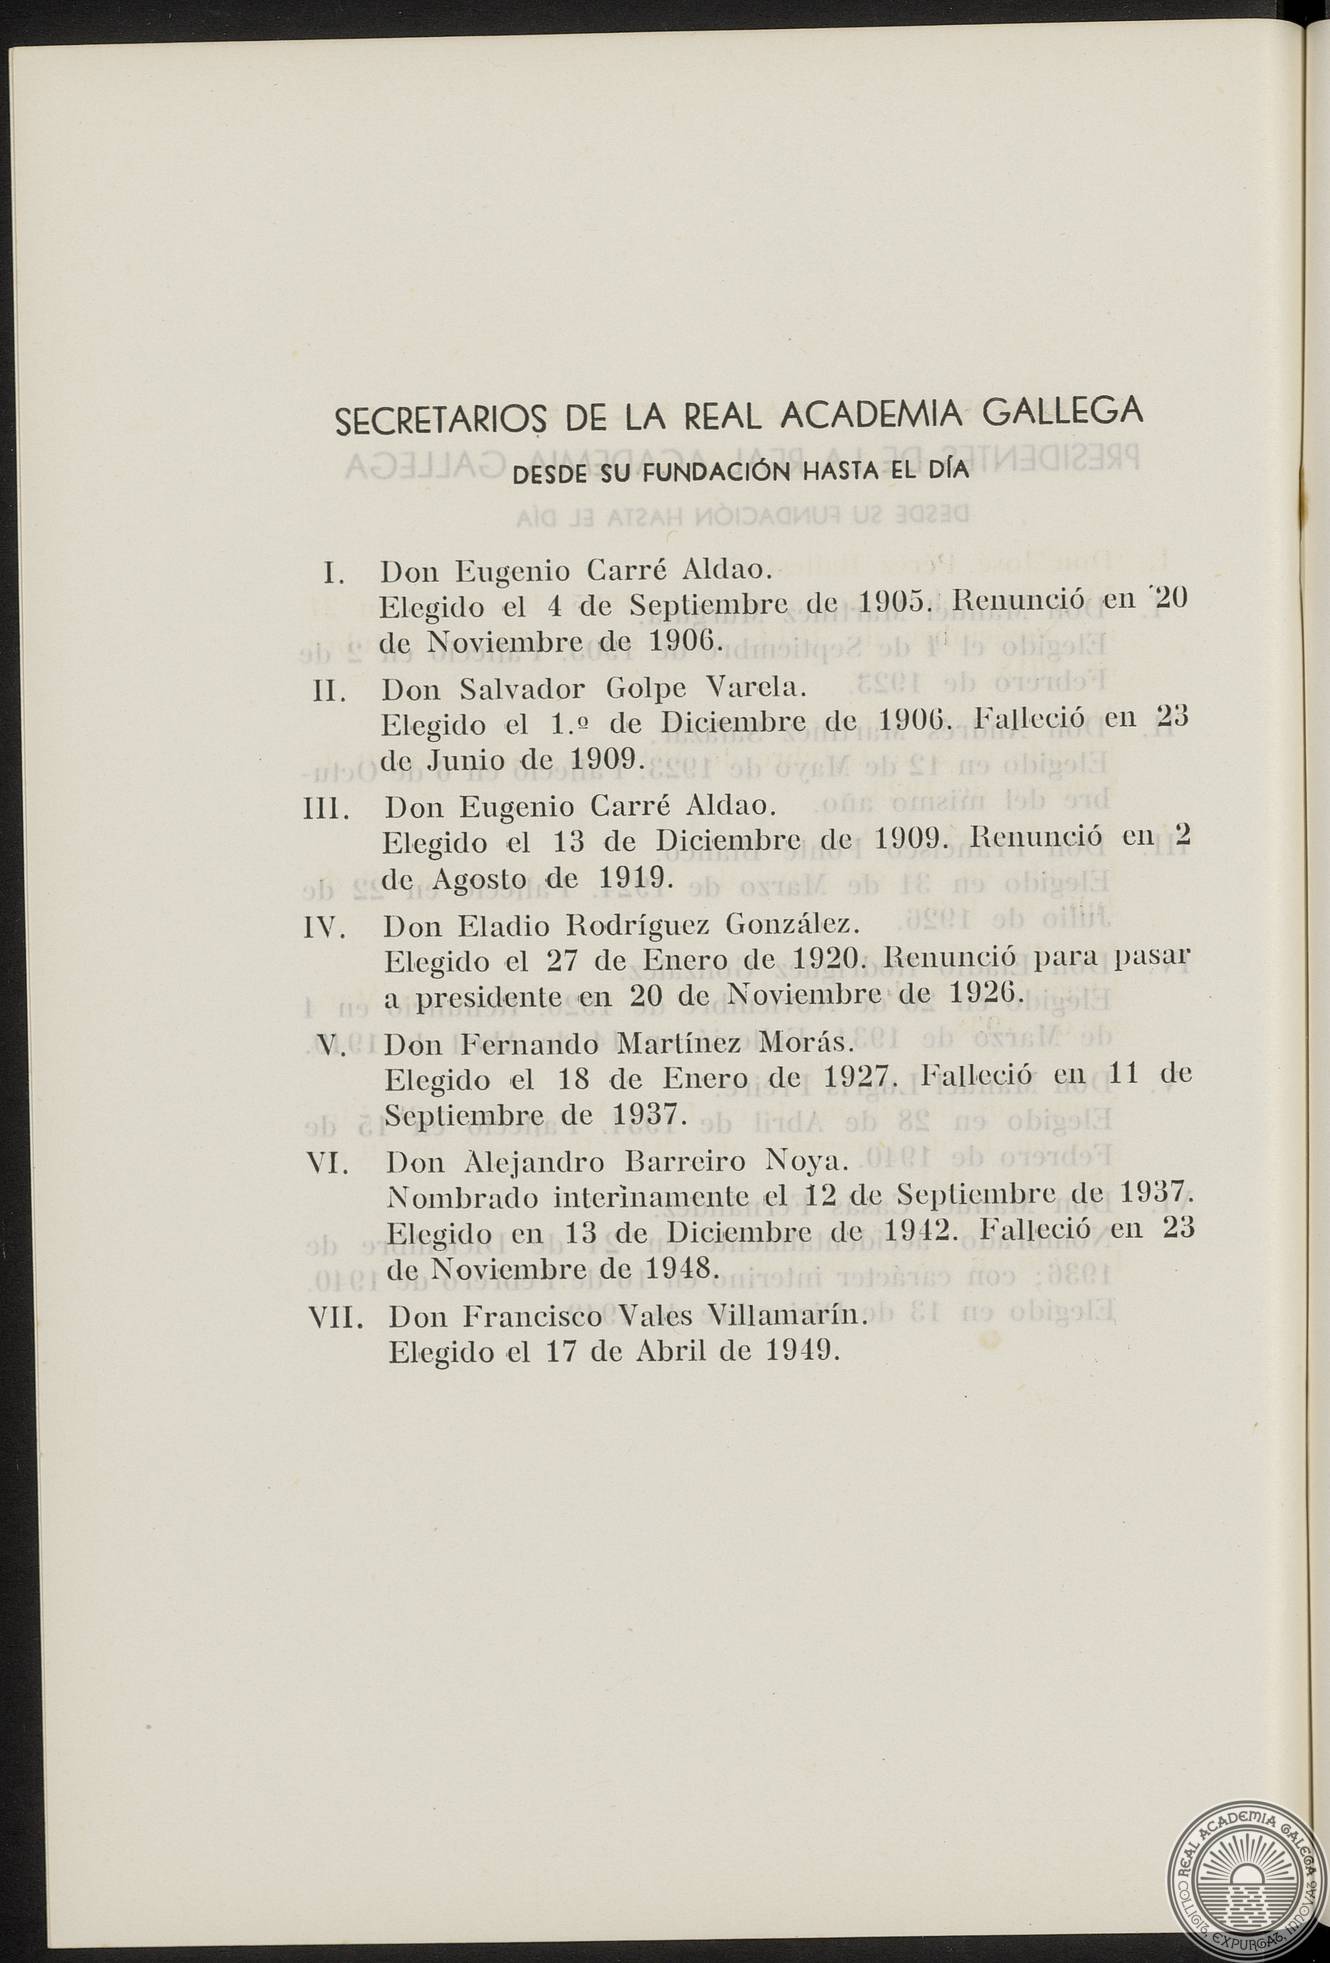 SECRETARIOS DE LA REAL ACADEMIA GALLEGA
DESDE SU FUNDACIÓN HASTA EL DÍA
I. Don Eugenio Carré Aldao.
Elegido el 4 de Septiembre de 1905. Renunció en 20
de Noviembre de 1906.
II. Don Salvador Golpe Varela.
Elegido el 1.º de Diciembre de 1906. Falleció en 23
de Junio de 1909.
III. Don Eugenio Carré Aldao.
Elegido el 13 de Diciembre de 1909. Renunció en 2
de Agosto de 1919.
IV. Don Eladio Rodríguez González.
Elegido el 27 de Enero de 1920. Renunció para pasar
a presidente en 20 de Noviembre de 1926.
V. Don Fernando Martínez Morás.
Elegido el 18 de Enero de 1927. Falleció en 11 de
Septiembre de 1937.
VI. Don Alejandro Barreiro Noya.
Nombrado interinamente el 12 de Septiembre de 1937.
Elegido en 13 de Diciembre de 1942. Falleció en 23
de Noviembre de 1948.
VII. Don Francisco Vales Villamarín.
Elegido el 17 de Abril de 1949.
REAL ACADEMIA GALEGA
COLLIGIT, EXPURGAT, INNOVAT